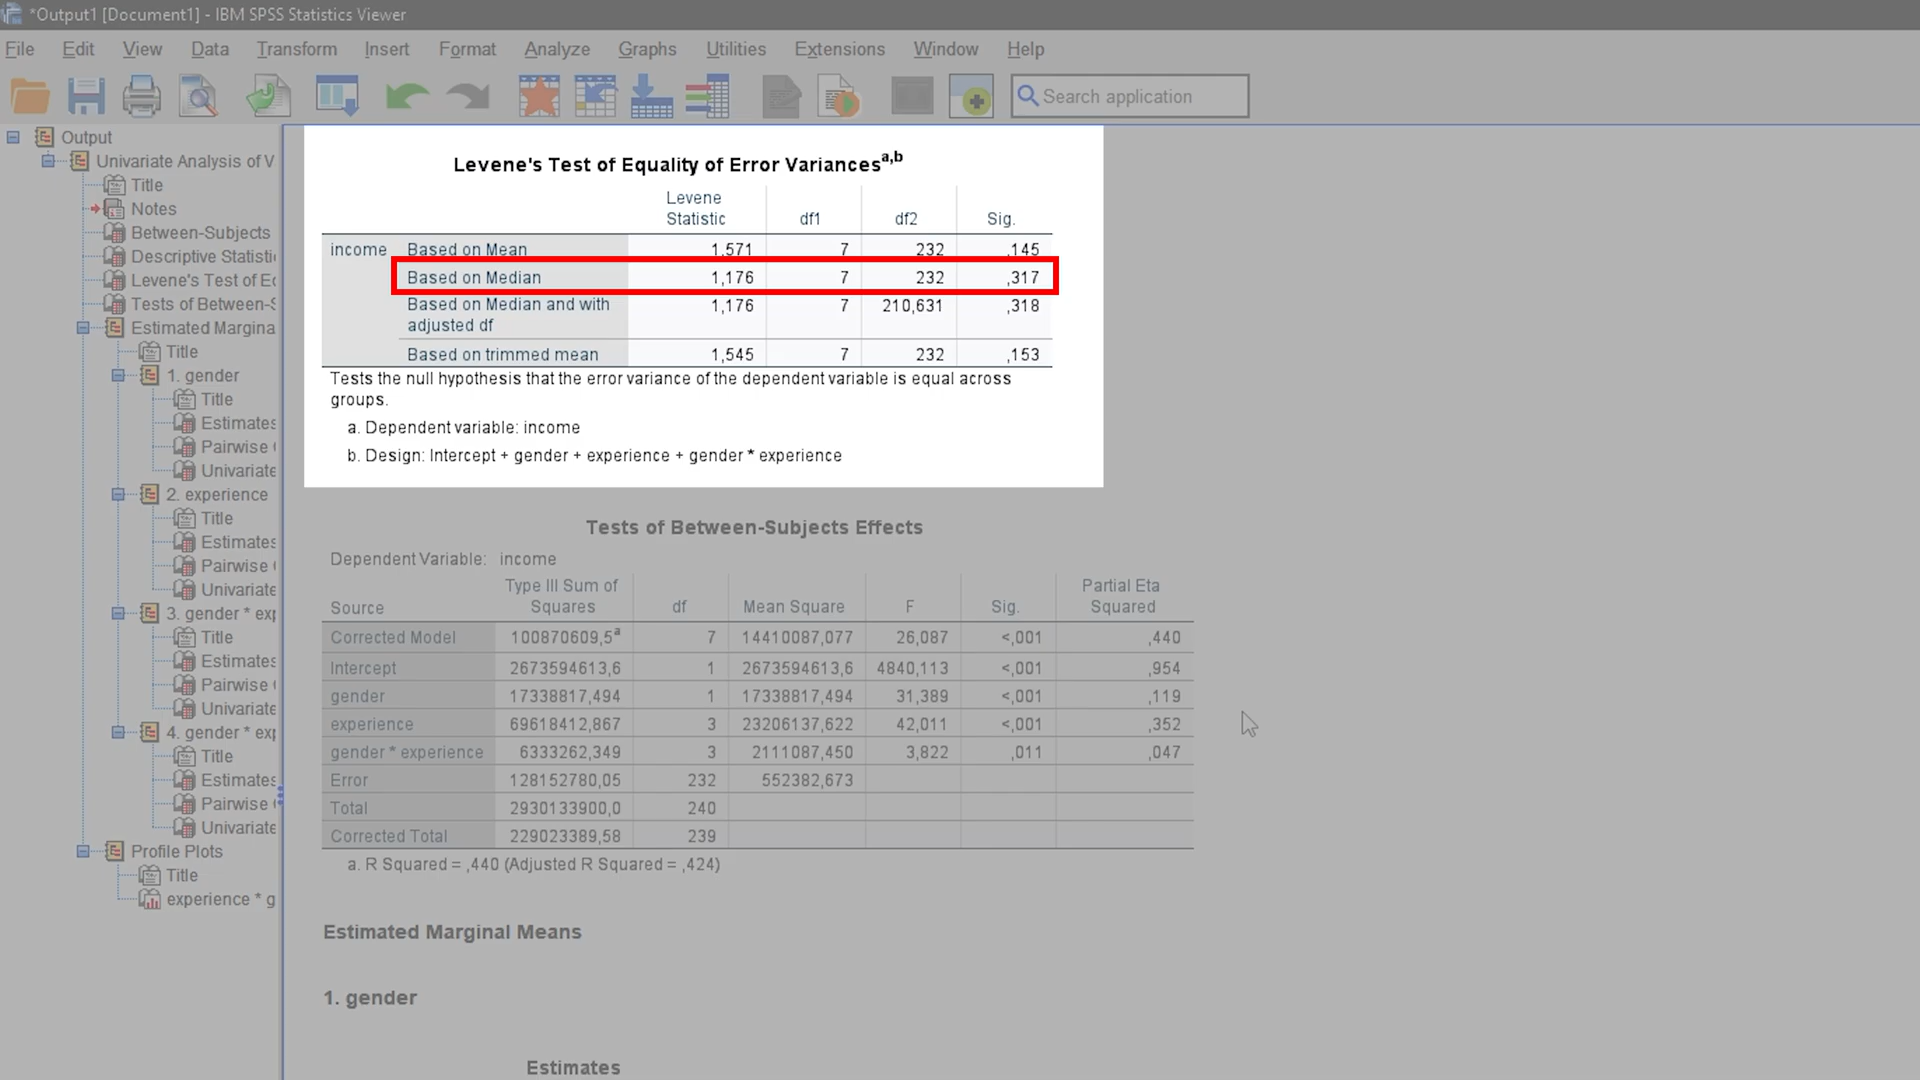 *Output1 [Document1] - IBM SPSS Statistics Viewer
File Edit View Data Transform Insert Format Analyze Graphs Utilities Extensions Window Help
Search application
Output
Univariate Analysis of V
Title
Notes
Between-Subjects
Descriptive Statisti
Levene's Test of Ec
Tests of Between-S
Estimated Margina
Title
1. gender
Title
Estimates
Pairwise
Univariate
2. experience
Title
Estimates
Pairwise
Univariate
3. gender * exp
Title
Estimates
Pairwise
Univariate
4. gender * exp
Title
Estimates
Pairwise
Univariate
Profile Plots
Title
experience * g
Levene's Test of Equality of Error Variances a,b
Levene Statistic df1 df2 Sig.
income Based on Mean 1,571 7 232 ,145
Based on Median 1,176 7 232 ,317
Based on Median and with adjusted df 1,176 7 210,631 ,318
Based on trimmed mean 1,545 7 232 ,153
Tests the null hypothesis that the error variance of the dependent variable is equal across
groups.
a. Dependent variable: income
b. Design: Intercept + gender + experience + gender * experience
Tests of Between-Subjects Effects
Dependent Variable: income
Source Type III Sum of Squares df Mean Square F Sig. Partial Eta Squared
Corrected Model 100870609,5 a 7 14410087,077 26,087 <,001 ,440
Intercept 2673594613,6 1 2673594613,6 4840,113 <,001 ,954
gender 17338817,494 1 17338817,494 31,389 <,001 ,119
experience 69618412,867 3 23206137,622 42,011 <,001 ,352
gender * experience 6333262,349 3 2111087,450 3,822 ,011 ,047
Error 128152780,05 232 552382,673
Total 2930133900,0 240
Corrected Total 229023389,58 239
a. R Squared = ,440 (Adjusted R Squared = ,424)
Estimated Marginal Means
1. gender
Estimates